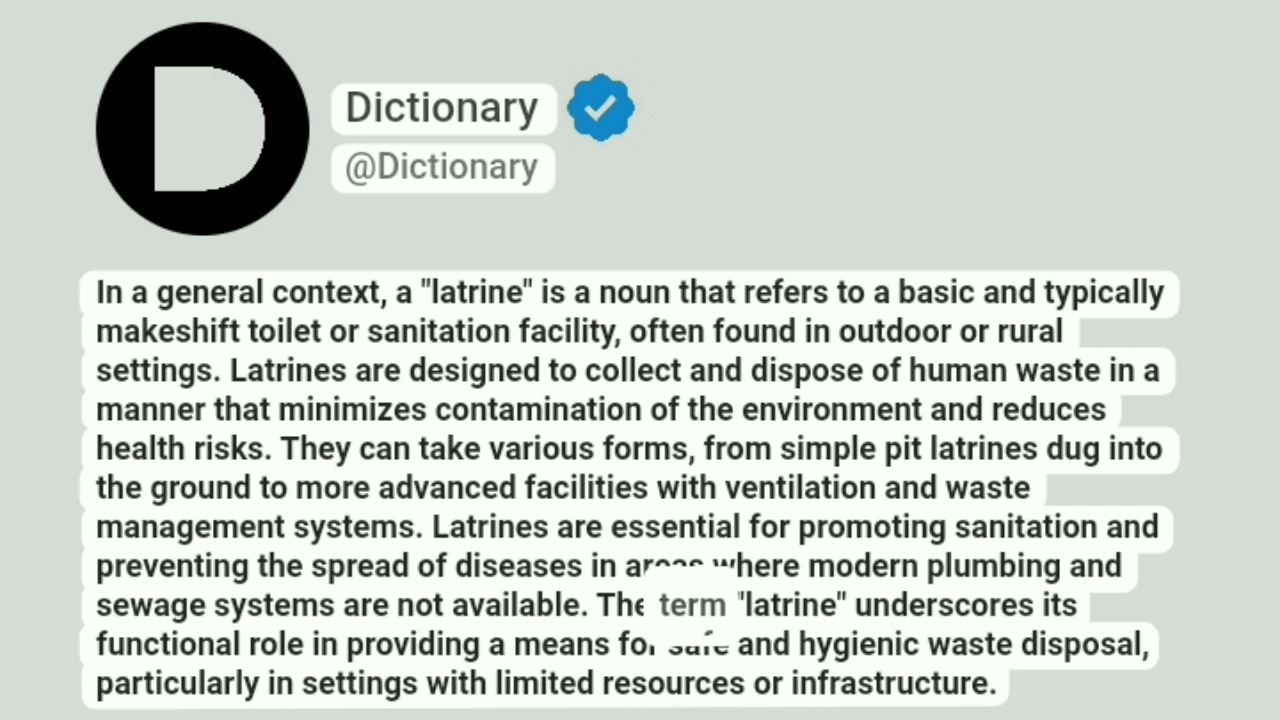 D
Dictionary
@Dictionary
In a general context, a "latrine" is a noun that refers to a basic and typically
makeshift toilet or sanitation facility, often found in outdoor or rural
settings. Latrines are designed to collect and dispose of human waste in a
manner that minimizes contamination of the environment and reduces
health risks. They can take various forms, from simple pit latrines dug into
the ground to more advanced facilities with ventilation and waste
management systems. Latrines are essential for promoting sanitation and
preventing the spread of diseases in areas where modern plumbing and
sewage systems are not available. The term "latrine" underscores its
functional role in providing a means for safe and hygienic waste disposal,
particularly in settings with limited resources or infrastructure.